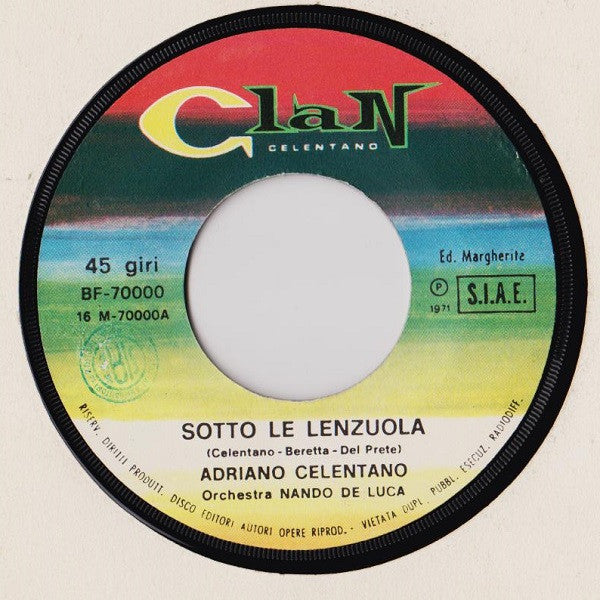 Clan
CELENTANO
45 giri
BF-70000
16 M-70000A
Ed. Margherite
P
1971
S.I.A.E.
SOTTO LE LENZUOLA
(Celentano - Beretta - Del Prete)
ADRIANO CELENTANO
Orchestra NANDO DE LUCA
RISERV. DIRITTI PRODUTT. DISCO EDITORI AUTORI OPERE RIPROD. - VIETATA DUPL. PUBBL. ESECUZ. RADIODIFF.